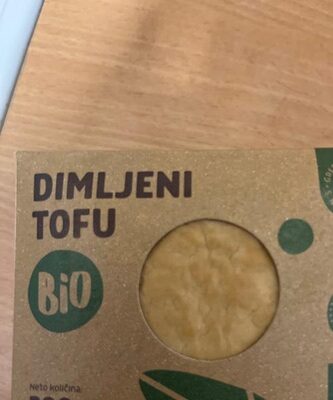 DIMLJENI
TOFU
BiO
Neto količina